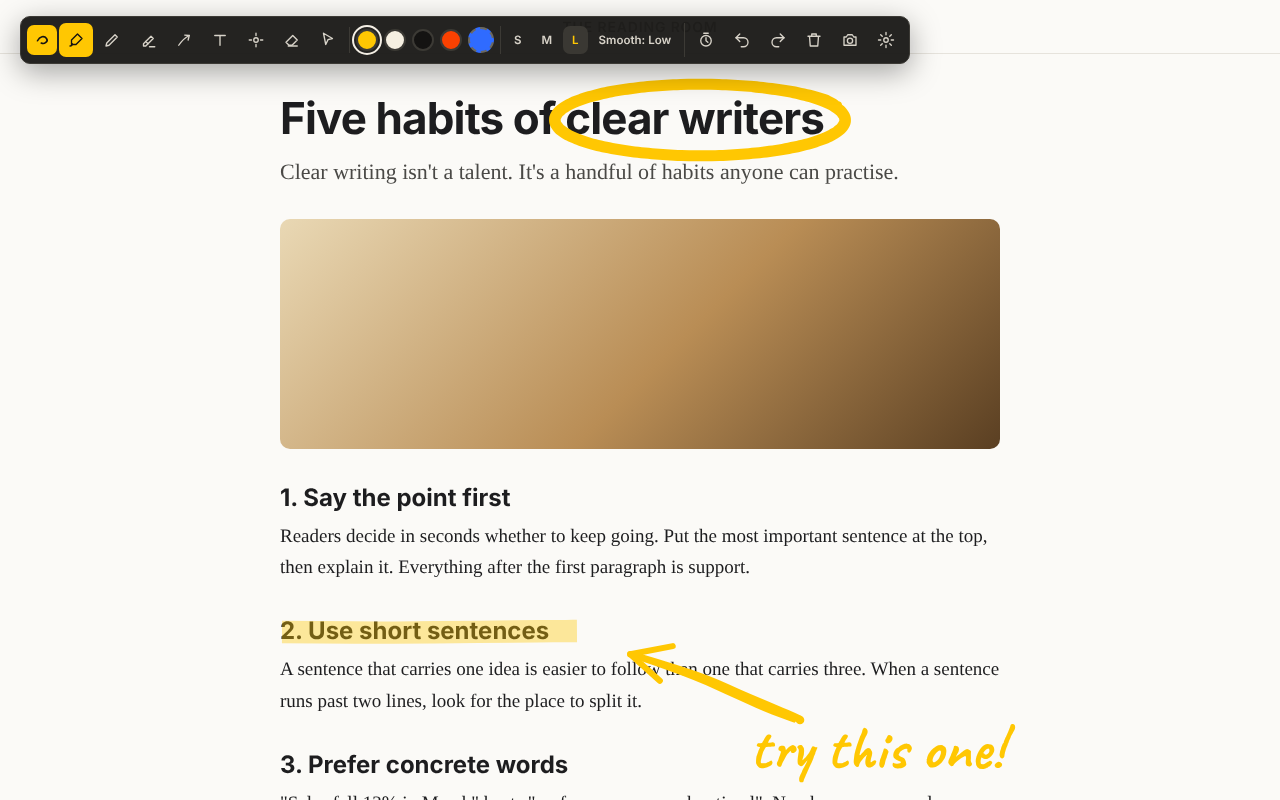 S M L Smooth: Low
Five habits of clear writers
Clear writing isn't a talent. It's a handful of habits anyone can practise.
1. Say the point first
Readers decide in seconds whether to keep going. Put the most important sentence at the top,
then explain it. Everything after the first paragraph is support.
2. Use short sentences
A sentence that carries one idea is easier to follow than one that carries three. When a sentence
runs past two lines, look for the place to split it.
try this one!
3. Prefer concrete words